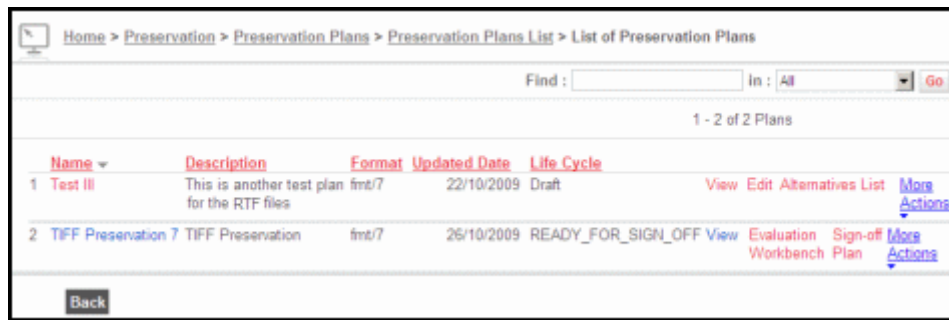 Home > Preservation > Preservation Plans > Preservation Plans List > List of Preservation Plans
Find : in : All Go
1 - 2 of 2 Plans
Name Description Format Updated Date Life Cycle
1 Test III This is another test plan fmt/7 22/10/2009 Draft View Edit Alternatives List More
for the RTF files Actions
2 TIFF Preservation 7 TIFF Preservation fmt/7 26/10/2009 READY_FOR_SIGN_OFF View Evaluation Sign-off More
Workbench Plan Actions
Back